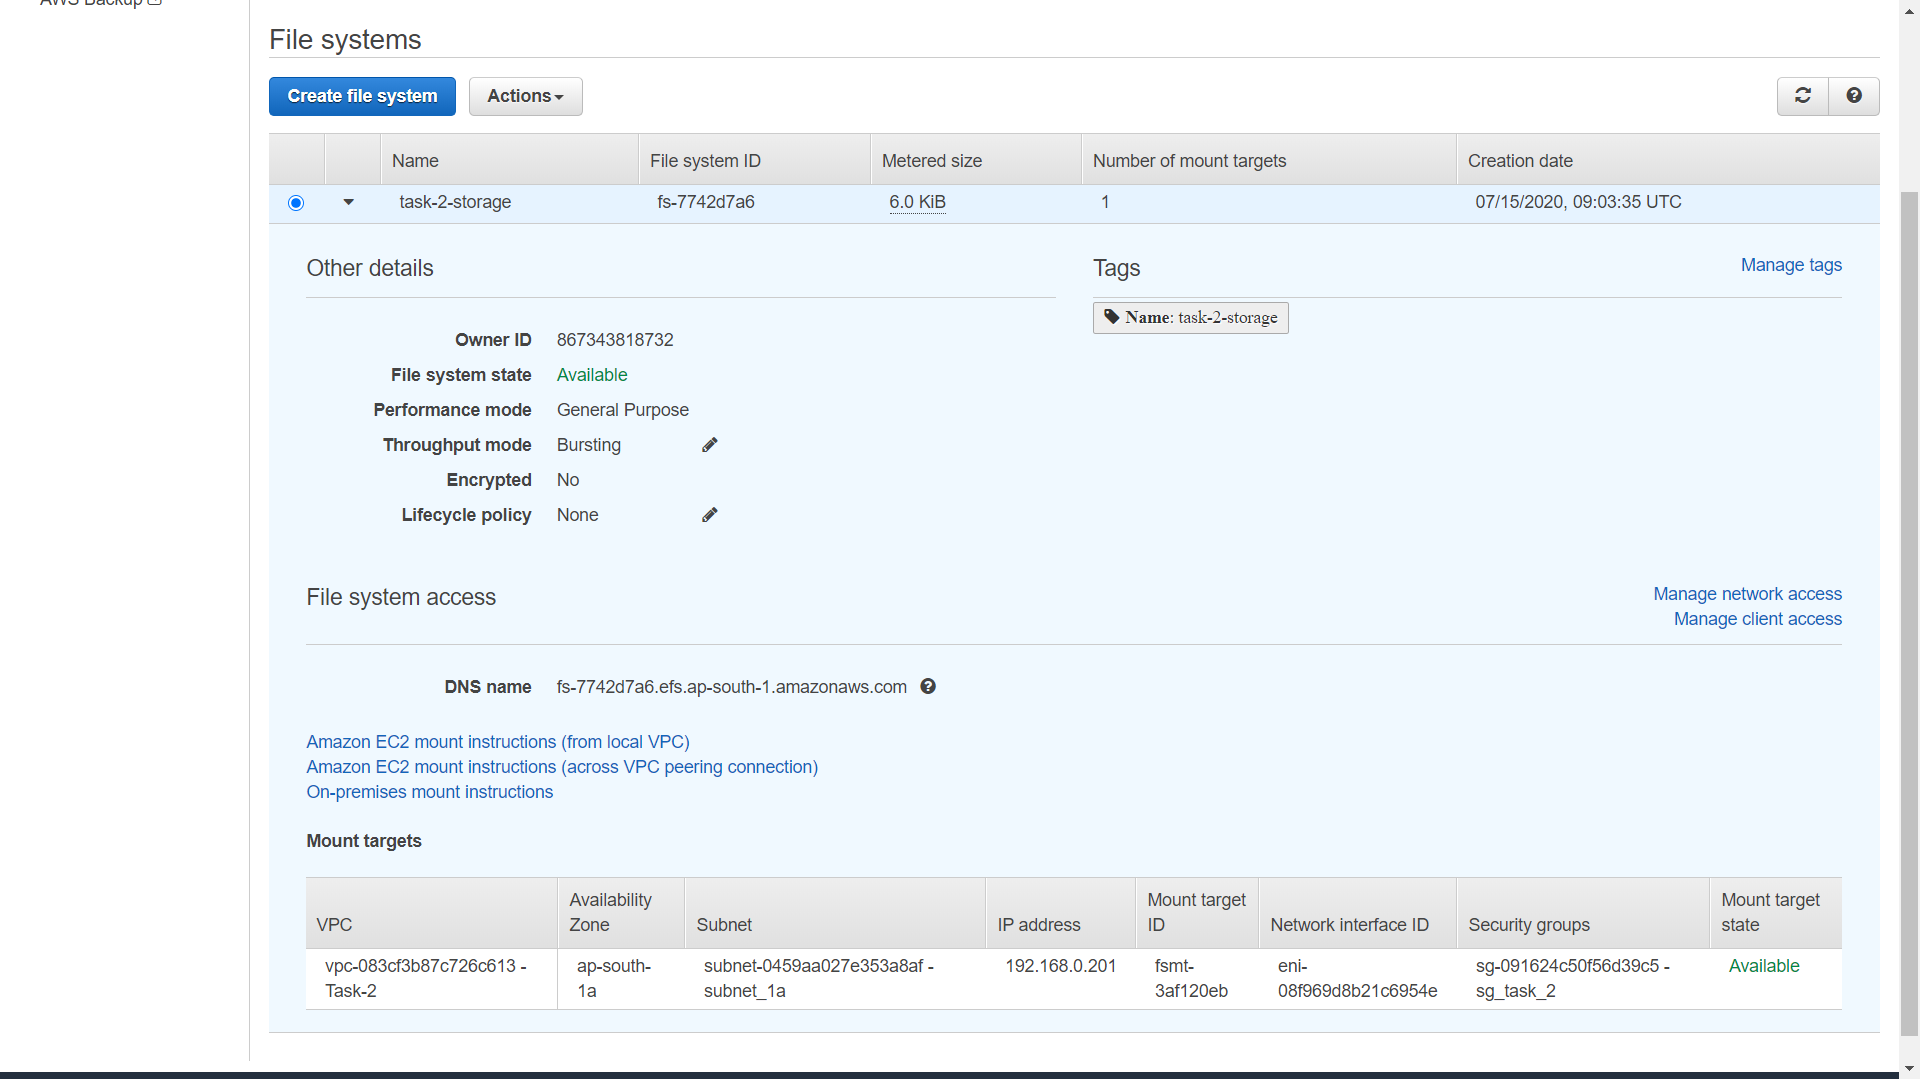 AWS Backup
File systems
Create file system
Actions
Name
File system ID
Metered size
Number of mount targets
Creation date
task-2-storage
fs-7742d7a6
6.0 KiB
1
07/15/2020, 09:03:35 UTC
Other details
Owner ID 867343818732
File system state Available
Performance mode General Purpose
Throughput mode Bursting
Encrypted No
Lifecycle policy None
Tags
Manage tags
Name: task-2-storage
File system access
Manage network access
Manage client access
DNS name fs-7742d7a6.efs.ap-south-1.amazonaws.com
Amazon EC2 mount instructions (from local VPC)
Amazon EC2 mount instructions (across VPC peering connection)
On-premises mount instructions
Mount targets
VPC
Availability
Zone
Subnet
IP address
Mount target
ID
Network interface ID
Security groups
Mount target
state
vpc-083cf3b87c726c613 -
Task-2
ap-south-
1a
subnet-0459aa027e353a8af -
subnet_1a
192.168.0.201
fsmt-
3af120eb
eni-
08f969d8b21c6954e
sg-091624c50f56d39c5 -
sg_task_2
Available